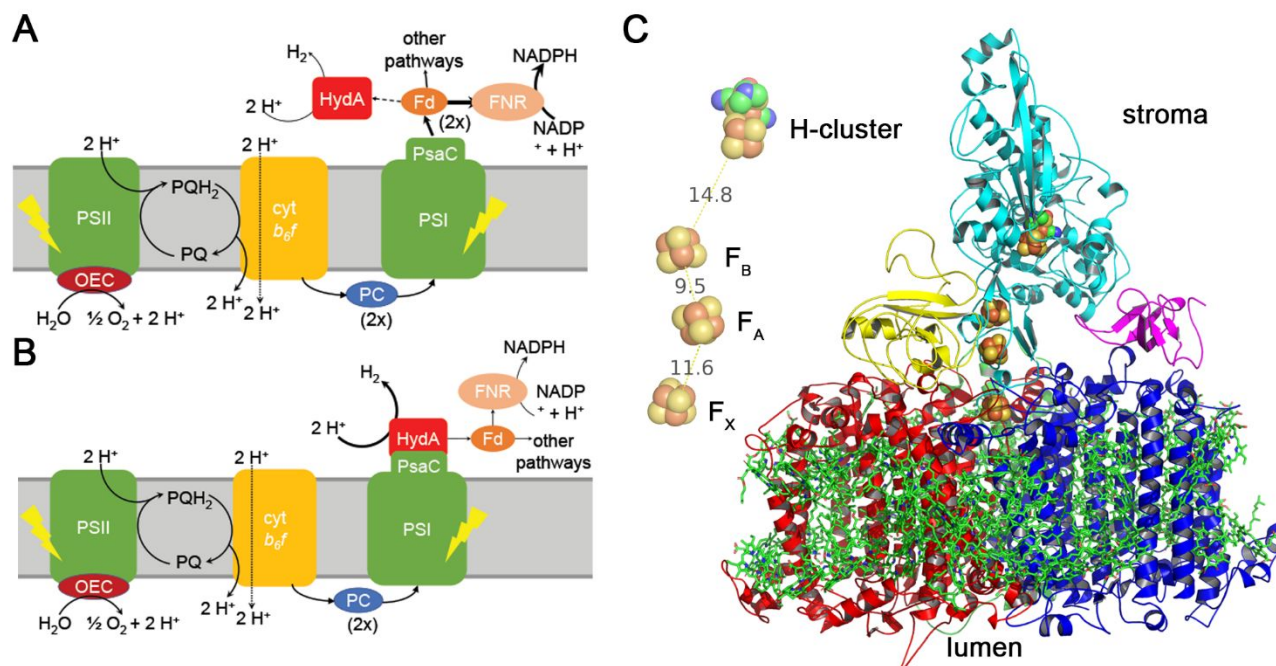 A
H₂
other
pathways
NADPH
2 H⁺
HydA
Fd
(2x)
FNR
NADP
⁺ + H⁺
PsaC
2 H⁺
2 H⁺
PSII
PQH₂
PQ
cyt
b₆f
PSI
OEC
2 H⁺
2 H⁺
PC
(2x)
H₂O ½ O₂ + 2 H⁺
B
NADPH
H₂
FNR
NADP
⁺ + H⁺
2 H⁺
HydA
Fd
other
pathways
PsaC
2 H⁺
2 H⁺
PSII
PQH₂
PQ
cyt
b₆f
PSI
OEC
2 H⁺
2 H⁺
PC
(2x)
H₂O ½ O₂ + 2 H⁺
C
H-cluster
stroma
14.8
F_B
9.5
F_A
11.6
F_X
lumen